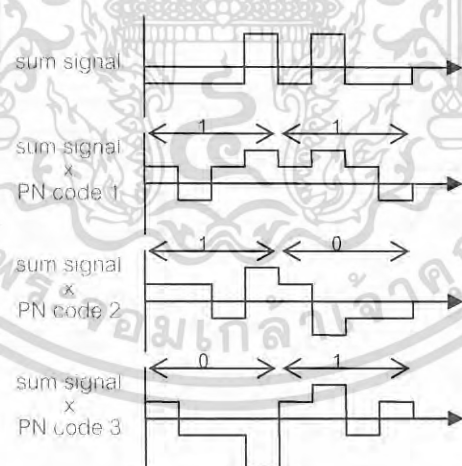 sum signal
1 1
sum signal
x
PN code 1
1 0
sum signal
x
PN code 2
0 1
sum signal
x
PN code 3